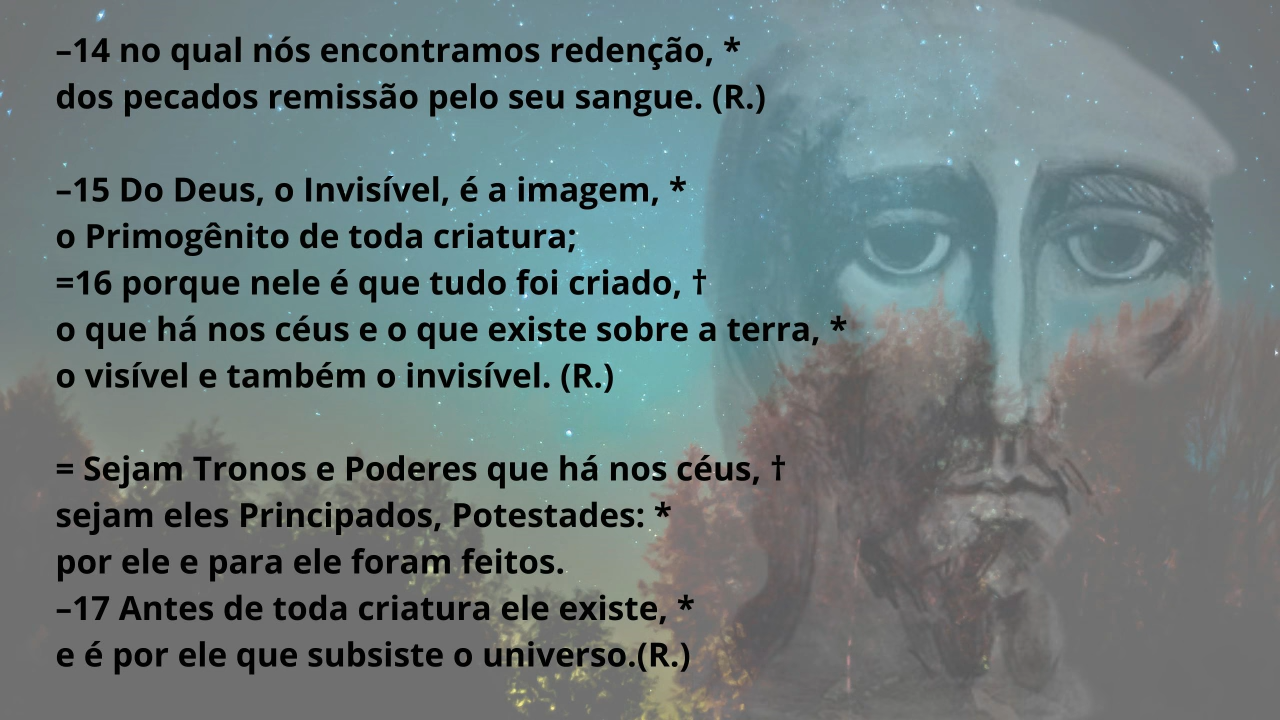 –14 no qual nós encontramos redenção, *
dos pecados remissão pelo seu sangue. (R.)
–15 Do Deus, o Invisível, é a imagem, *
o Primogênito de toda criatura;
=16 porque nele é que tudo foi criado, †
o que há nos céus e o que existe sobre a terra, *
o visível e também o invisível. (R.)
= Sejam Tronos e Poderes que há nos céus, †
sejam eles Principados, Potestades: *
por ele e para ele foram feitos.
–17 Antes de toda criatura ele existe, *
e é por ele que subsiste o universo.(R.)